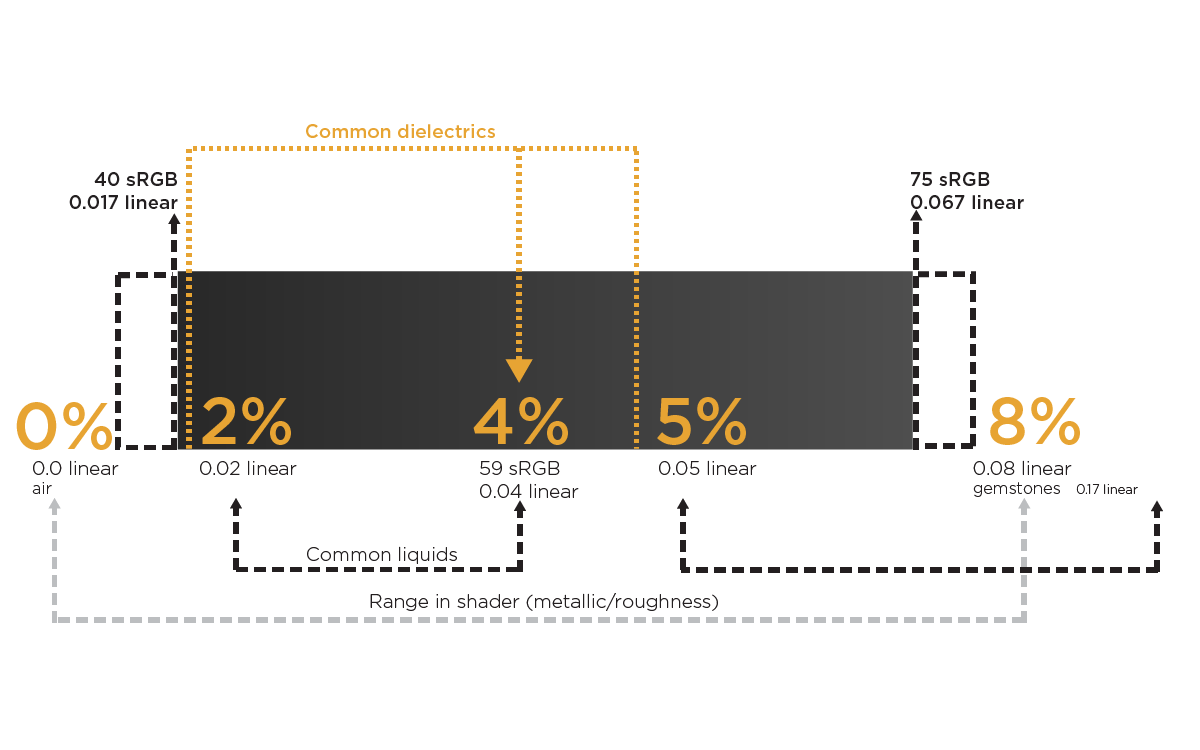 Common dielectrics
40 sRGB
0.017 linear
75 sRGB
0.067 linear
0%
2%
4%
5%
8%
0.0 linear
air
0.02 linear
59 sRGB
0.04 linear
0.05 linear
0.08 linear
gemstones
0.17 linear
Common liquids
Range in shader (metallic/roughness)